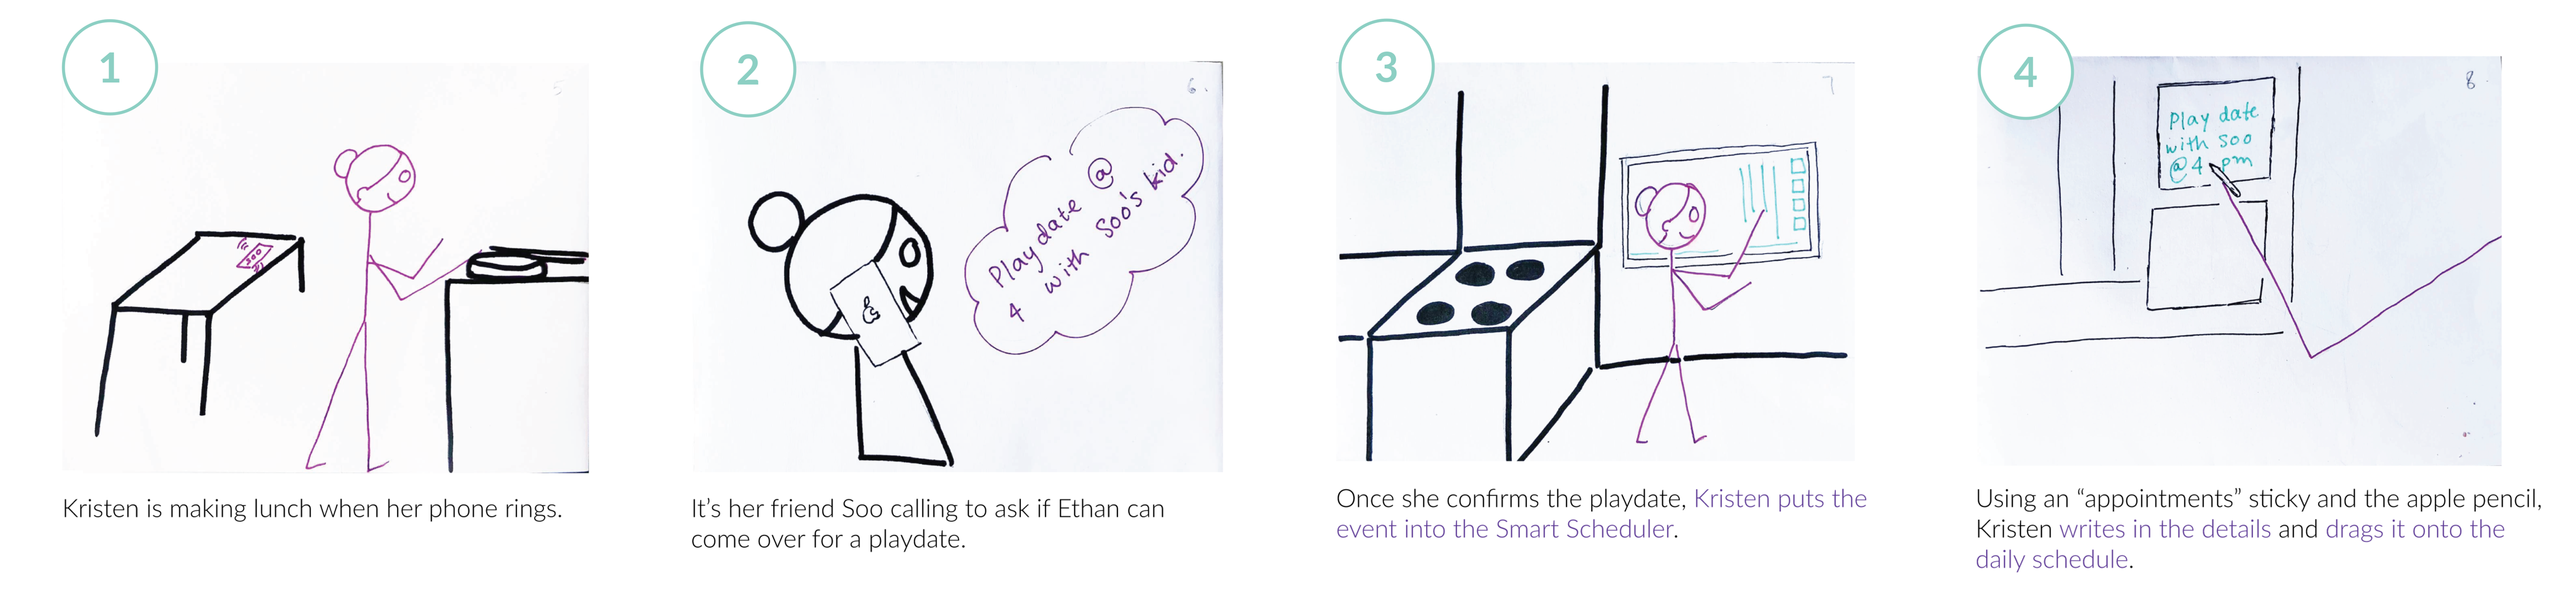 1
5
soo
Kristen is making lunch when her phone rings.
2
6.
Playdate @
4 with Soo's kid.
It's her friend Soo calling to ask if Ethan can
come over for a playdate.
3
7
Once she confirms the playdate, Kristen puts the
event into the Smart Scheduler.
4
8
Play date
with Soo
@4 pm
Using an “appointments” sticky and the apple pencil,
Kristen writes in the details and drags it onto the
daily schedule.